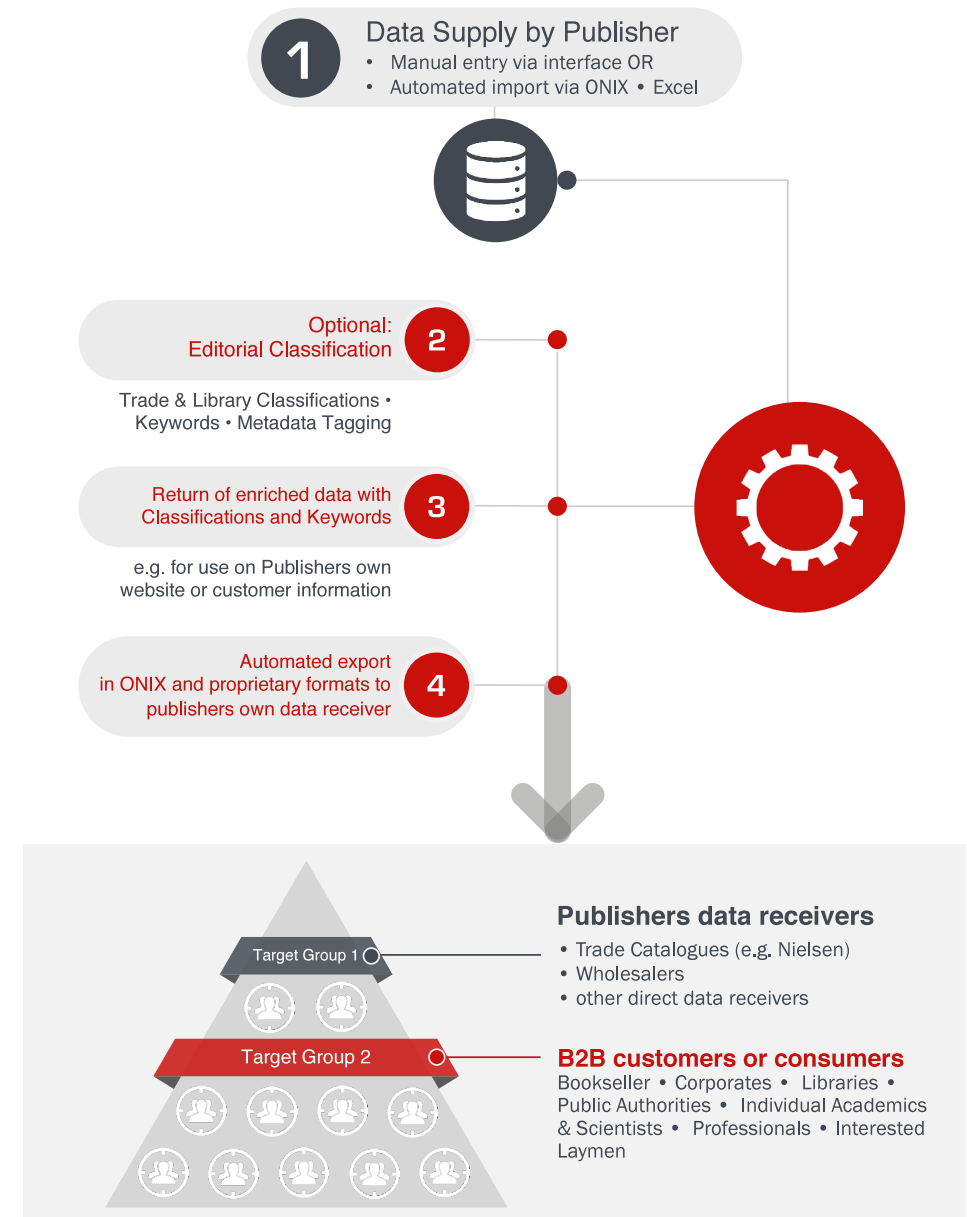 1
Data Supply by Publisher
• Manual entry via interface OR
• Automated import via ONIX • Excel
Optional:
Editorial Classification
2
Trade & Library Classifications •
Keywords • Metadata Tagging
Return of enriched data with
Classifications and Keywords
3
e.g. for use on Publishers own
website or customer information
Automated export
in ONIX and proprietary formats to
publishers own data receiver
4
Target Group 1
Publishers data receivers
• Trade Catalogues (e.g. Nielsen)
• Wholesalers
• other direct data receivers
Target Group 2
B2B customers or consumers
Bookseller • Corporates • Libraries •
Public Authorities • Individual Academics
& Scientists • Professionals • Interested
Laymen